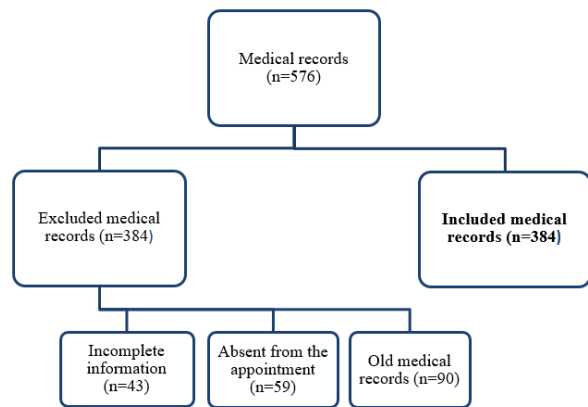 Medical records
(n=576)
Excluded medical
records (n=384)
Included medical
records (n=384)
Incomplete
information
(n=43)
Absent from the
appointment
(n=59)
Old medical
records (n=90)